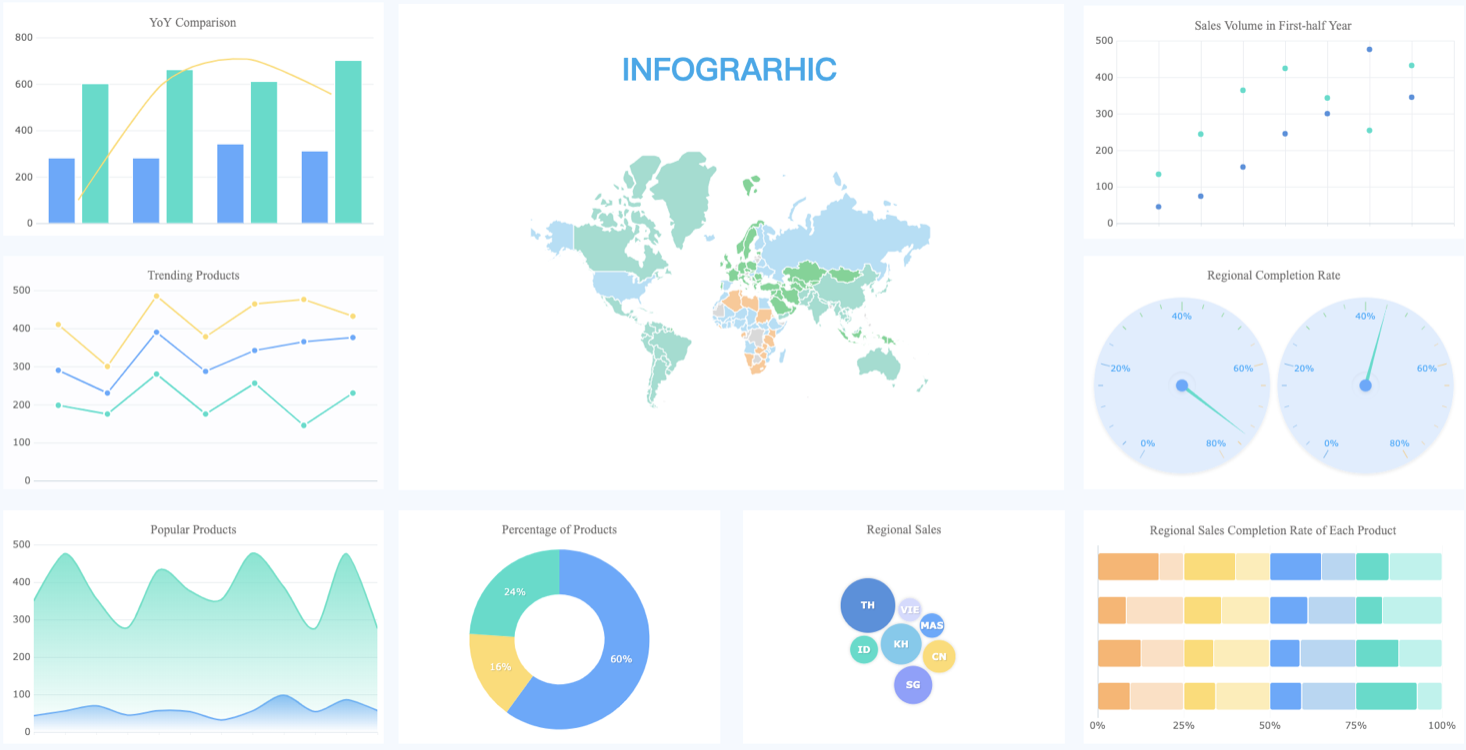 YoY Comparison
800
600
400
200
0
INFOGRARHIC
Sales Volume in First-half Year
500
400
300
200
100
0
Trending Products
500
400
300
200
100
0
Regional Completion Rate
40%
20%
60%
0%
80%
40%
20%
60%
0%
80%
Popular Products
500
400
300
200
100
0
Percentage of Products
24%
16%
60%
Regional Sales
TH
VIE
MAS
ID
KH
CN
SG
Regional Sales Completion Rate of Each Product
0%
25%
50%
75%
100%